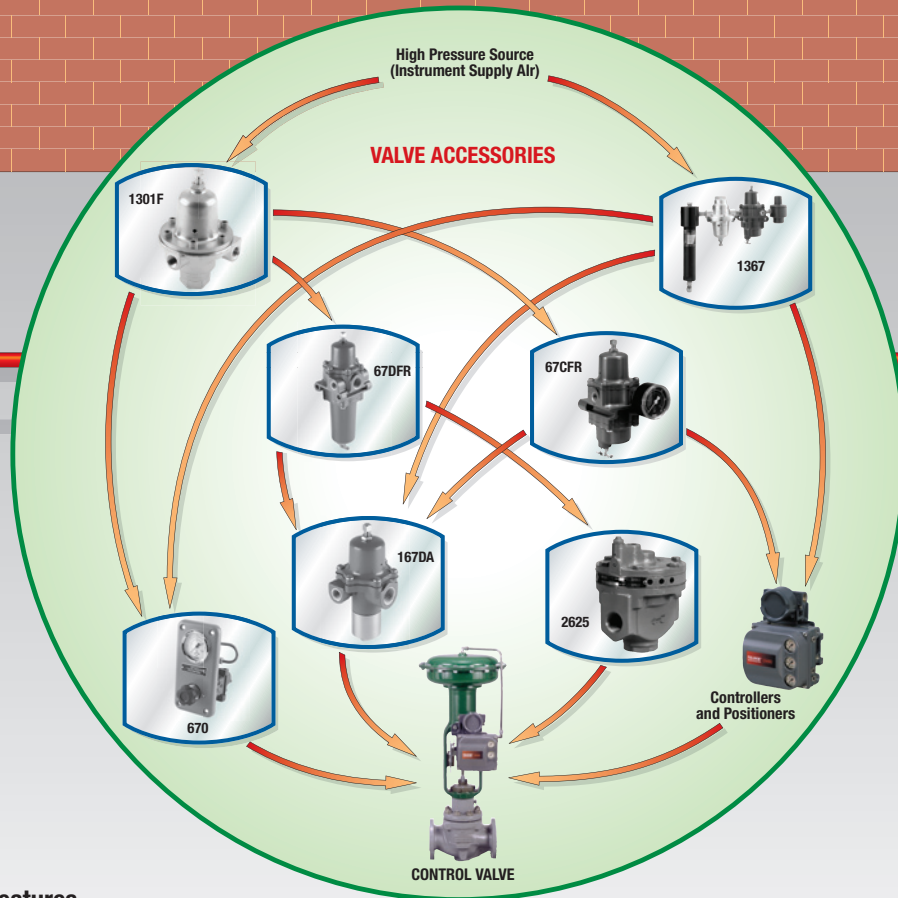 High Pressure Source
(Instrument Supply Air)
VALVE ACCESSORIES
1301F
1367
67DFR
67CFR
167DA
2625
670
Controllers
and Positioners
CONTROL VALVE